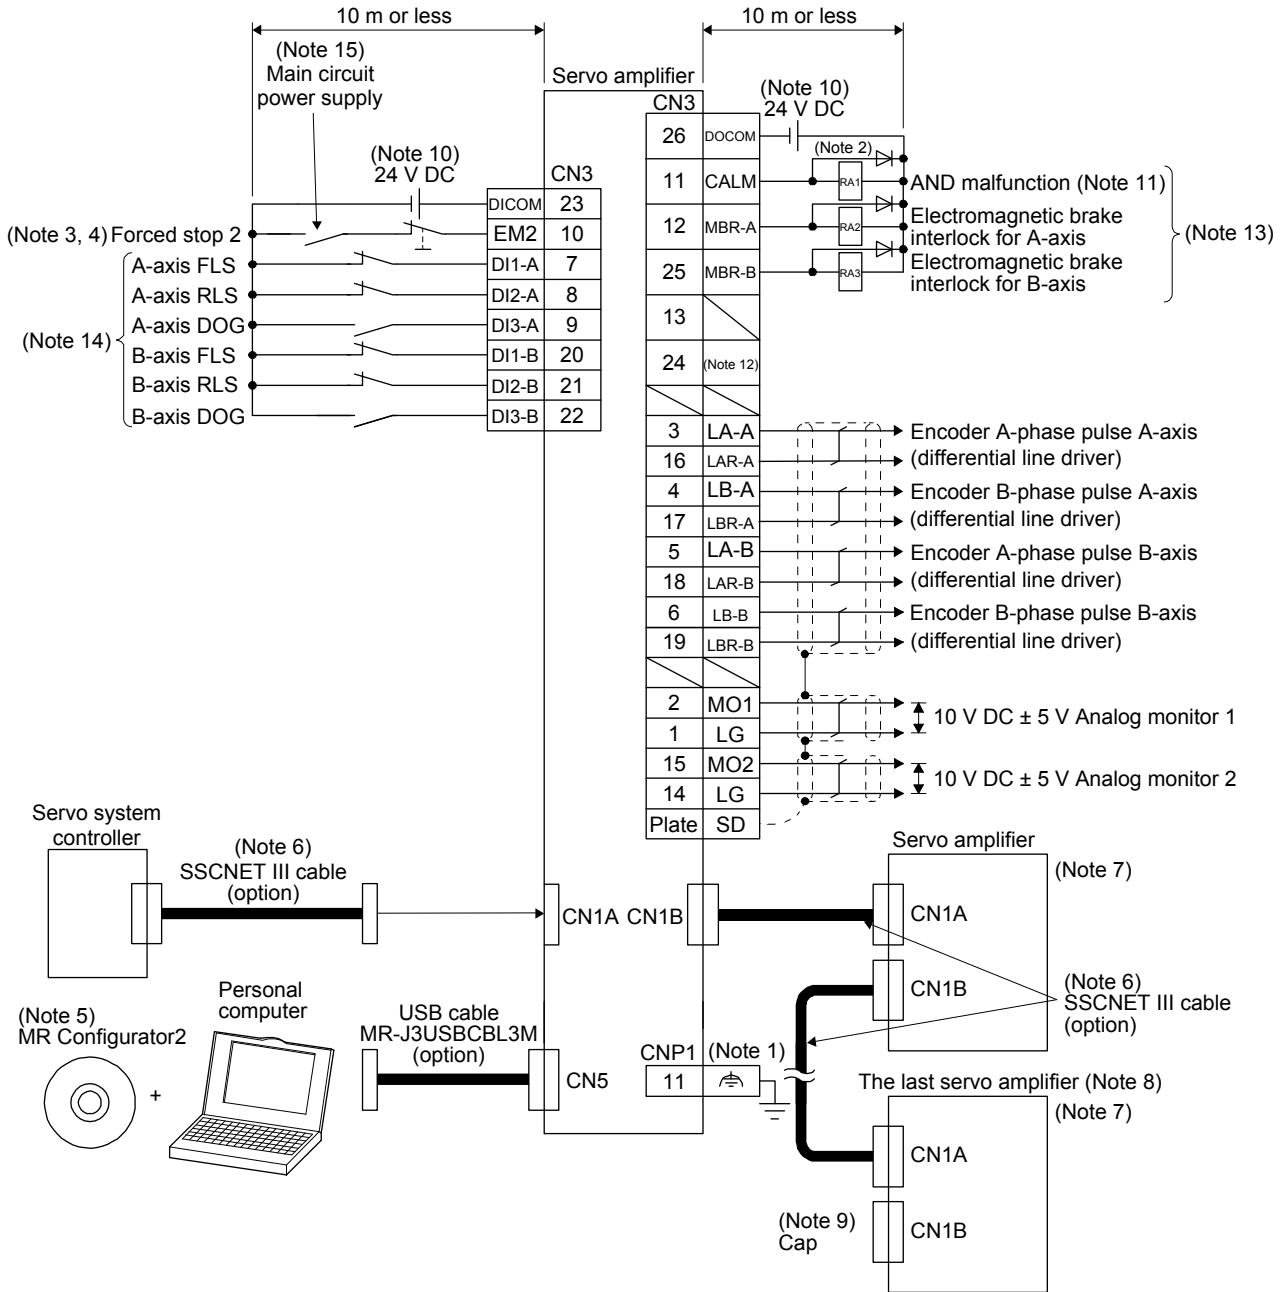 10 m or less
10 m or less
(Note 15)
Main circuit
power supply
Servo amplifier
(Note 10)
24 V DC
CN3
(Note 10)
24 V DC
CN3
DICOM 23
(Note 3, 4) Forced stop 2 EM2 10
A-axis FLS DI1-A 7
A-axis RLS DI2-A 8
A-axis DOG DI3-A 9
(Note 14)
B-axis FLS DI1-B 20
B-axis RLS DI2-B 21
B-axis DOG DI3-B 22
26 DOCOM
(Note 2)
11 CALM RA1 AND malfunction (Note 11)
12 MBR-A RA2 Electromagnetic brake
interlock for A-axis
(Note 13)
25 MBR-B RA3 Electromagnetic brake
interlock for B-axis
13
24 (Note 12)
3 LA-A Encoder A-phase pulse A-axis
16 LAR-A (differential line driver)
4 LB-A Encoder B-phase pulse A-axis
17 LBR-A (differential line driver)
5 LA-B Encoder A-phase pulse B-axis
18 LAR-B (differential line driver)
6 LB-B Encoder B-phase pulse B-axis
19 LBR-B (differential line driver)
2 MO1
10 V DC ± 5 V Analog monitor 1
1 LG
15 MO2
10 V DC ± 5 V Analog monitor 2
14 LG
Plate SD
Servo system
controller
(Note 6)
SSCNET III cable
(option)
CN1A CN1B
Servo amplifier
(Note 7)
CN1A
CN1B
(Note 6)
SSCNET III cable
(option)
(Note 5)
MR Configurator2
+
Personal
computer
USB cable
MR-J3USBCBL3M
(option)
CN5
CNP1 (Note 1)
11
The last servo amplifier (Note 8)
(Note 7)
CN1A
(Note 9)
Cap
CN1B